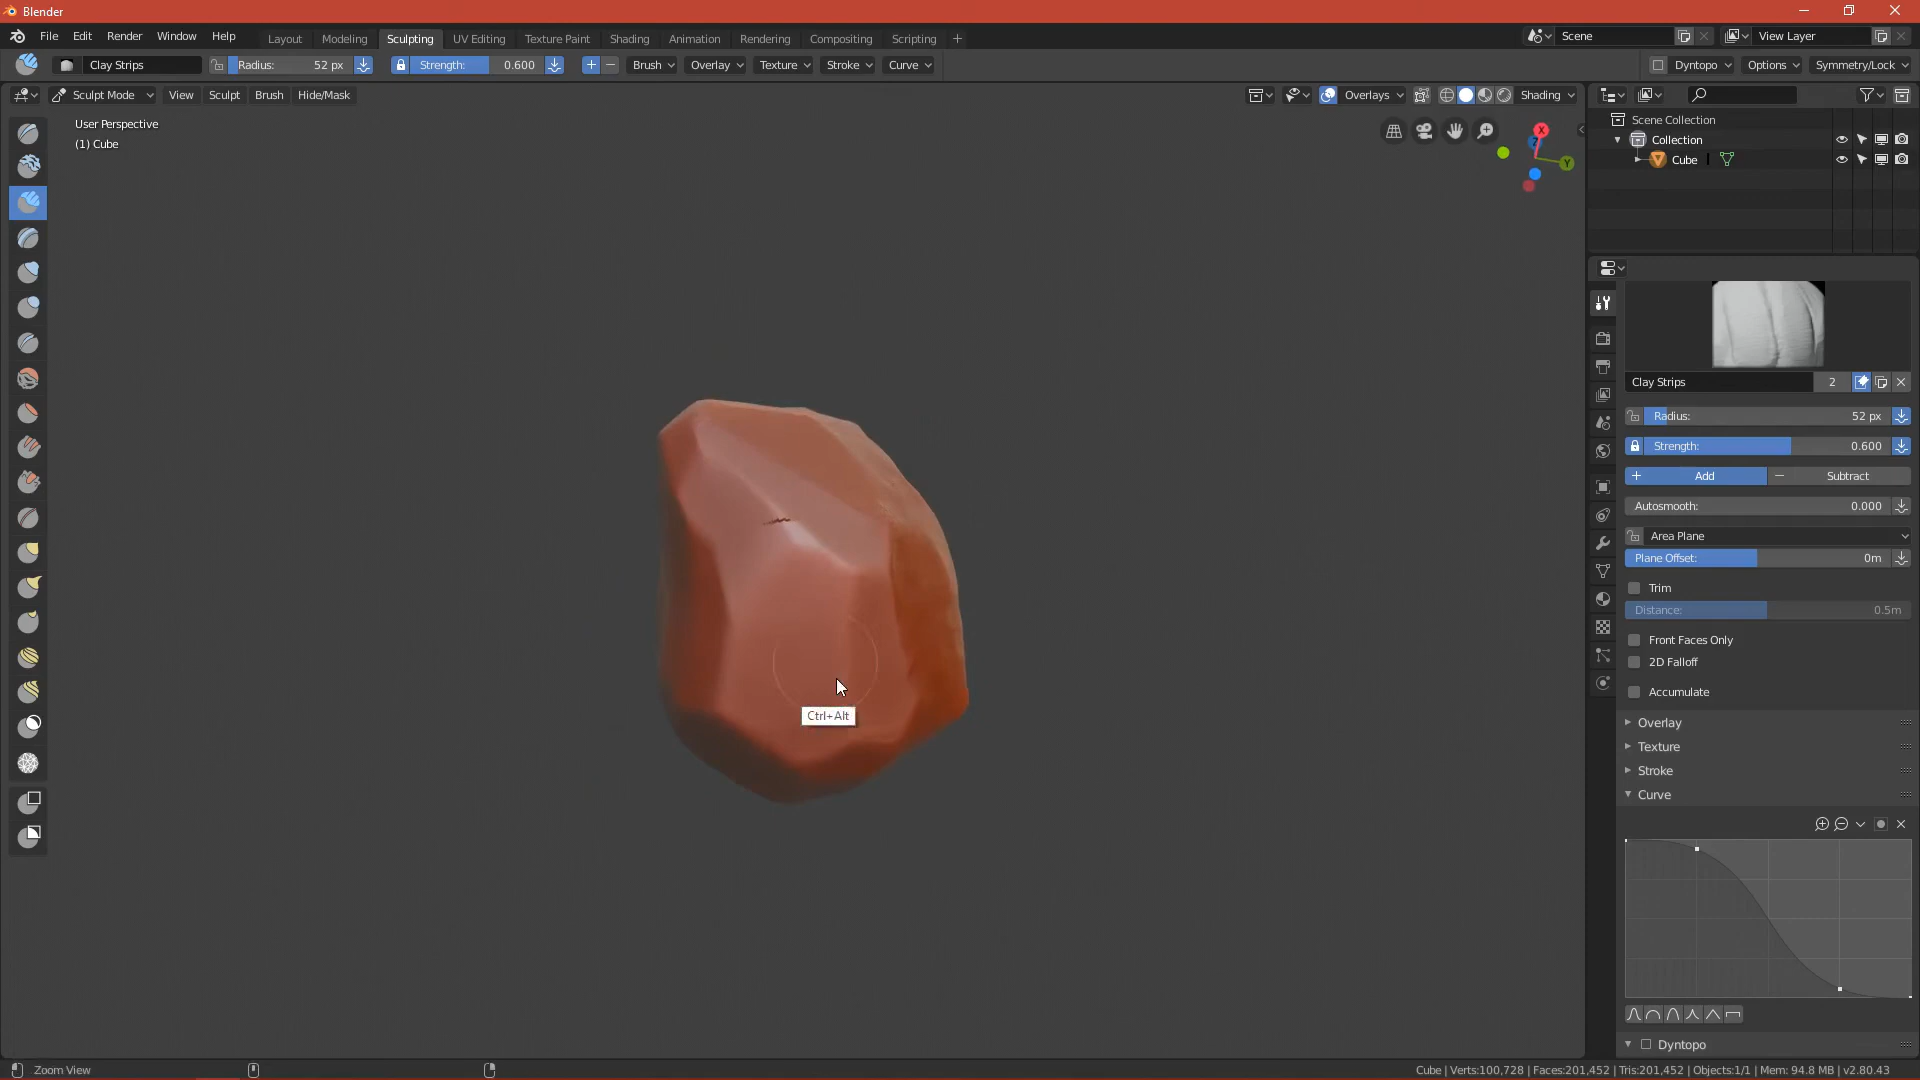 Blender
File Edit Render Window Help Layout Modeling Sculpting UV Editing Texture Paint Shading Animation Rendering Compositing Scripting + Scene View Layer
Clay Strips Radius: 52 px Strength: 0.600 Brush Overlay Texture Stroke Curve Dyntopo Options Symmetry/Lock
Sculpt Mode View Sculpt Brush Hide/Mask Overlays Shading
User Perspective
(1) Cube
X
Y
Z
Scene Collection
Collection
Cube
Clay Strips 2
Radius: 52 px
Strength: 0.600
Add Subtract
Autosmooth: 0.000
Area Plane
Plane Offset: 0m
Trim
Distance: 0.5m
Front Faces Only
2D Falloff
Accumulate
Overlay
Texture
Stroke
Curve
Dyntopo
Ctrl+Alt
Zoom View
Cube | Verts:100,728 | Faces:201,452 | Tris:201,452 | Objects:1/1 | Mem: 94.8 MB | v2.80.43